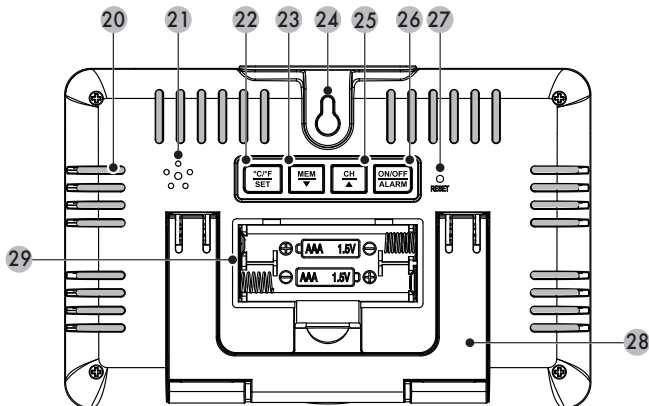 20 21 22 23 24 25 26 27
°C/°F MEM CH ON/OFF
SET ▼ ▲ ALARM
RESET
29
AAA 1.5V
AAA 1.5V
28